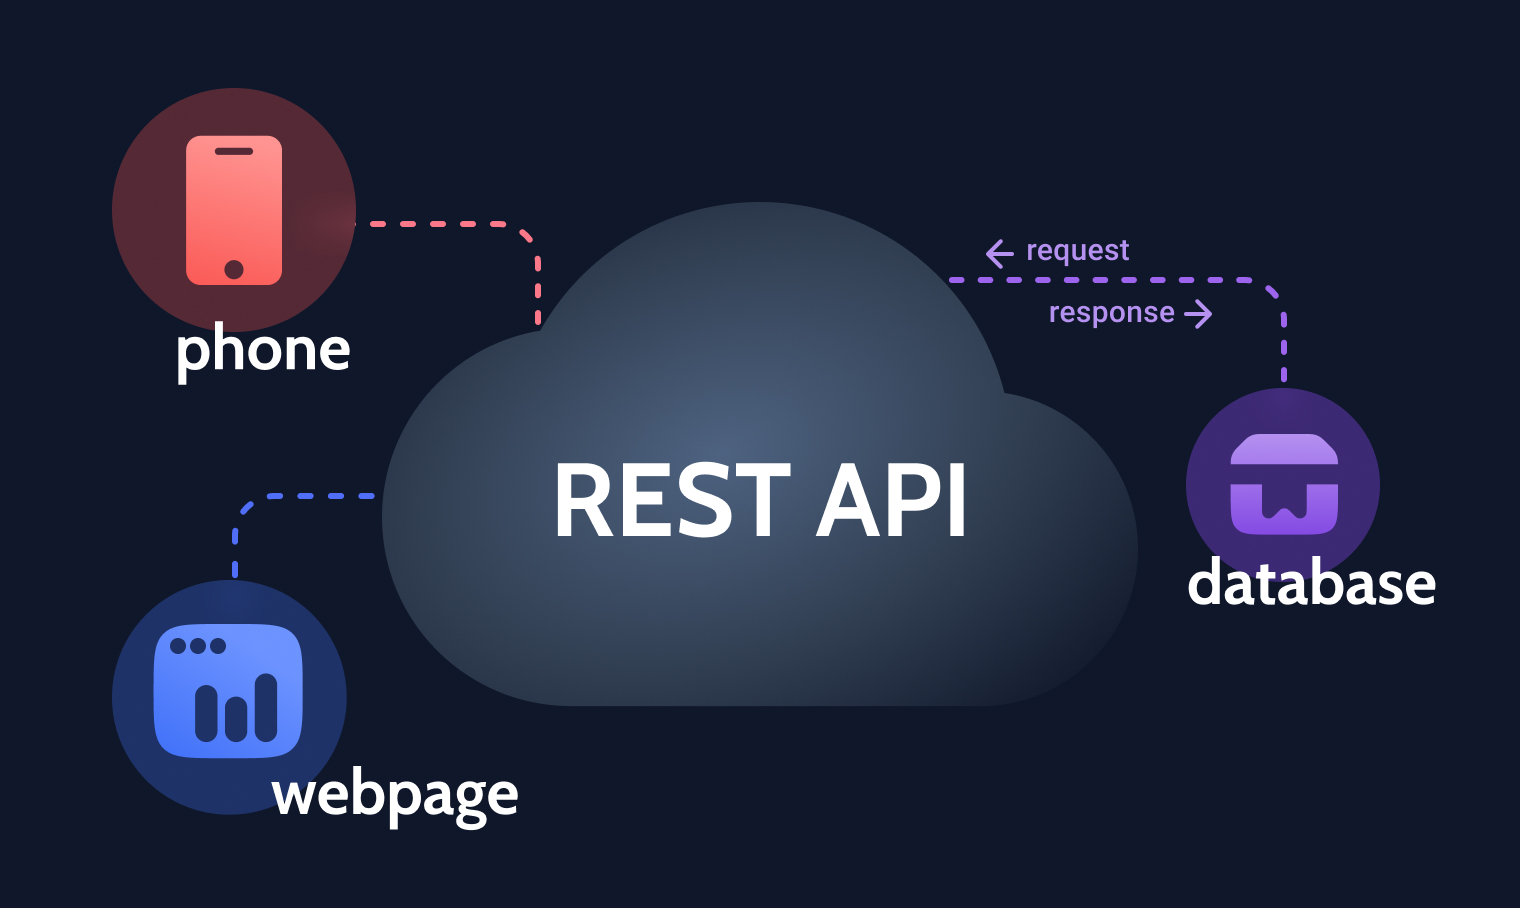 phone
request
response
REST API
database
webpage